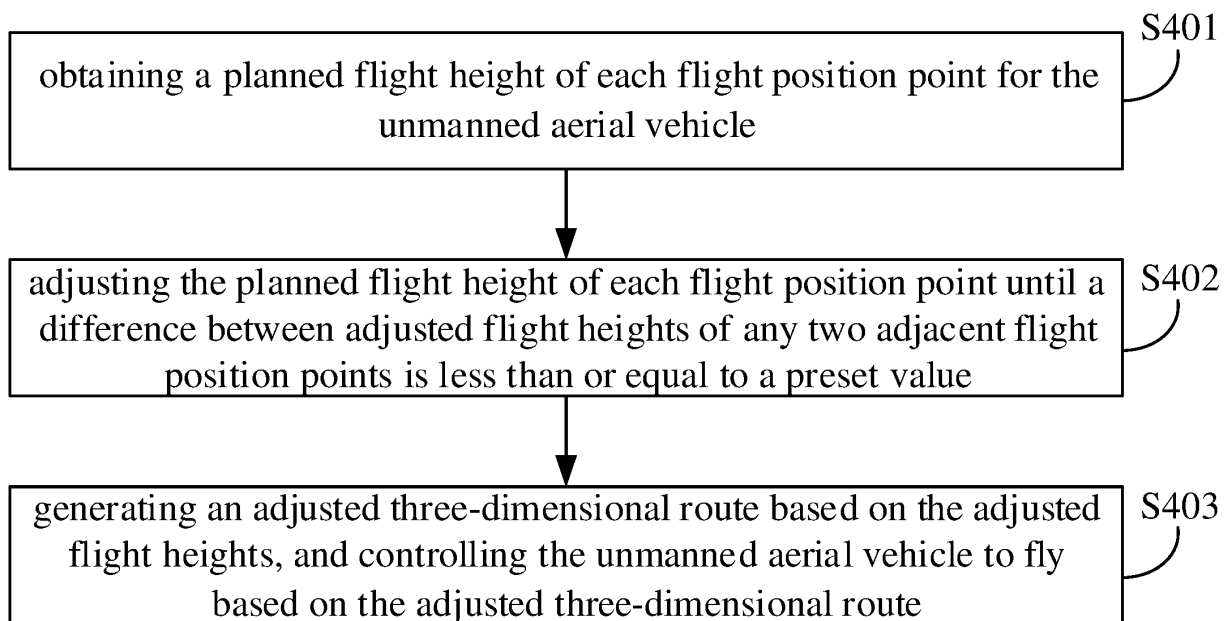 S401
obtaining a planned flight height of each flight position point for the
unmanned aerial vehicle
S402
adjusting the planned flight height of each flight position point until a
difference between adjusted flight heights of any two adjacent flight
position points is less than or equal to a preset value
S403
generating an adjusted three-dimensional route based on the adjusted
flight heights, and controlling the unmanned aerial vehicle to fly
based on the adjusted three-dimensional route